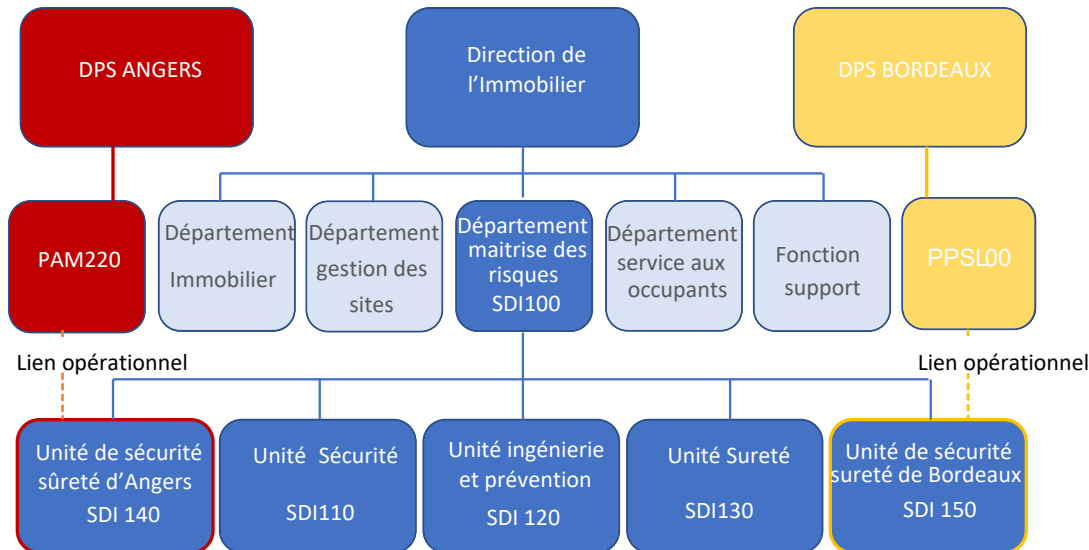 DPS ANGERS
Direction de
l’Immobilier
DPS BORDEAUX
PAM220
Département
Immobilier
Département
gestion des
sites
Département
maitrise des
risques
SDI100
Département
service aux
occupants
Fonction
support
PPSL00
Lien opérationnel
Lien opérationnel
Unité de sécurité
sûreté d’Angers
SDI 140
Unité Sécurité
SDI110
Unité ingénierie
et prévention
SDI 120
Unité Sureté
SDI130
Unité de sécurité
sureté de Bordeaux
SDI 150